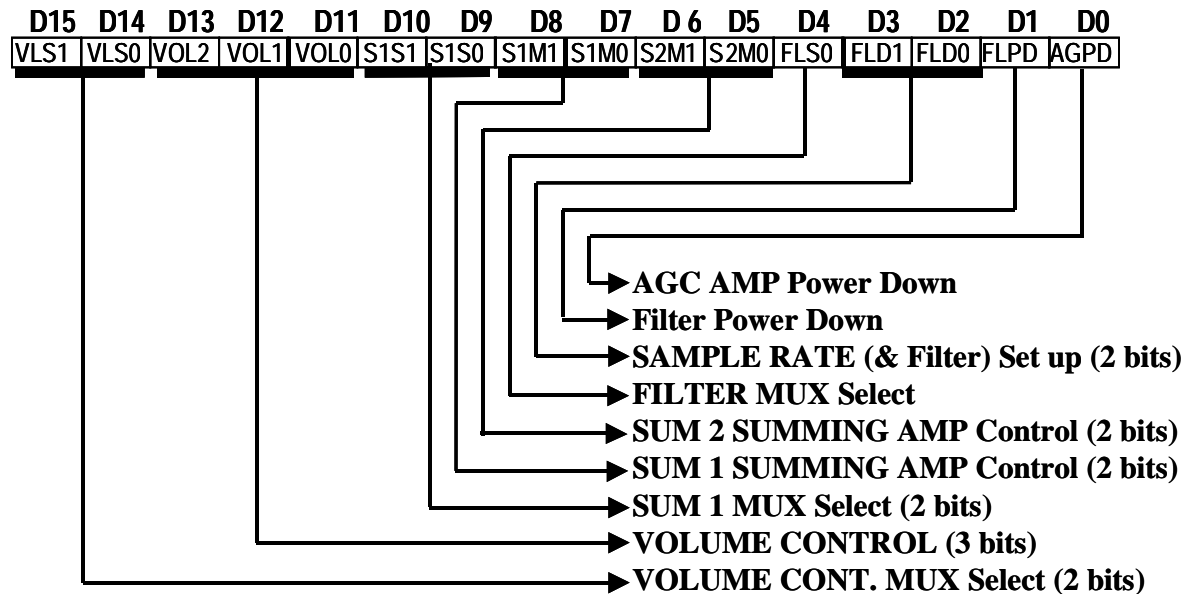 D15 D14 D13 D12 D11 D10 D9 D8 D7 D 6 D5 D4 D3 D2 D1 D0
VLS1 VLS0 VOL2 VOL1 VOL0 S1S1 S1S0 S1M1 S1M0 S2M1 S2M0 FLS0 FLD1 FLD0 FLPD AGPD
AGC AMP Power Down
Filter Power Down
SAMPLE RATE (& Filter) Set up (2 bits)
FILTER MUX Select
SUM 2 SUMMING AMP Control (2 bits)
SUM 1 SUMMING AMP Control (2 bits)
SUM 1 MUX Select (2 bits)
VOLUME CONTROL (3 bits)
VOLUME CONT. MUX Select (2 bits)